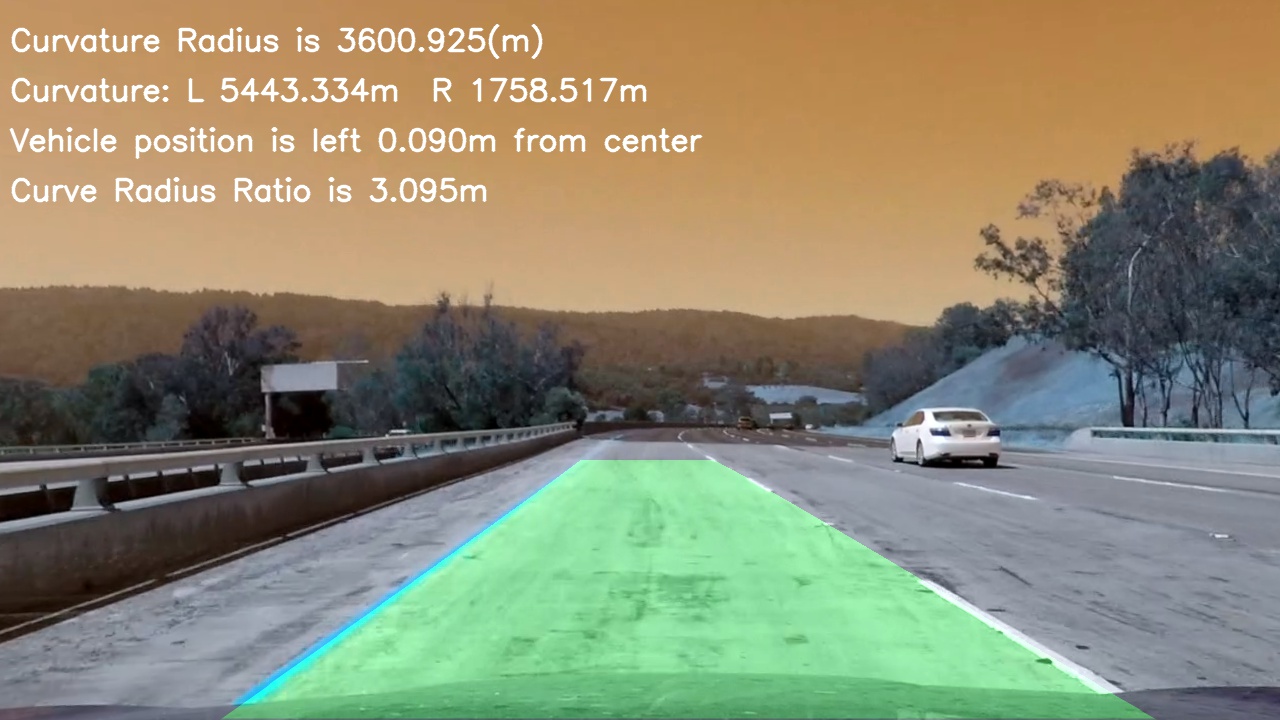 Curvature Radius is 3600.925(m)
Curvature: L 5443.334m R 1758.517m
Vehicle position is left 0.090m from center
Curve Radius Ratio is 3.095m